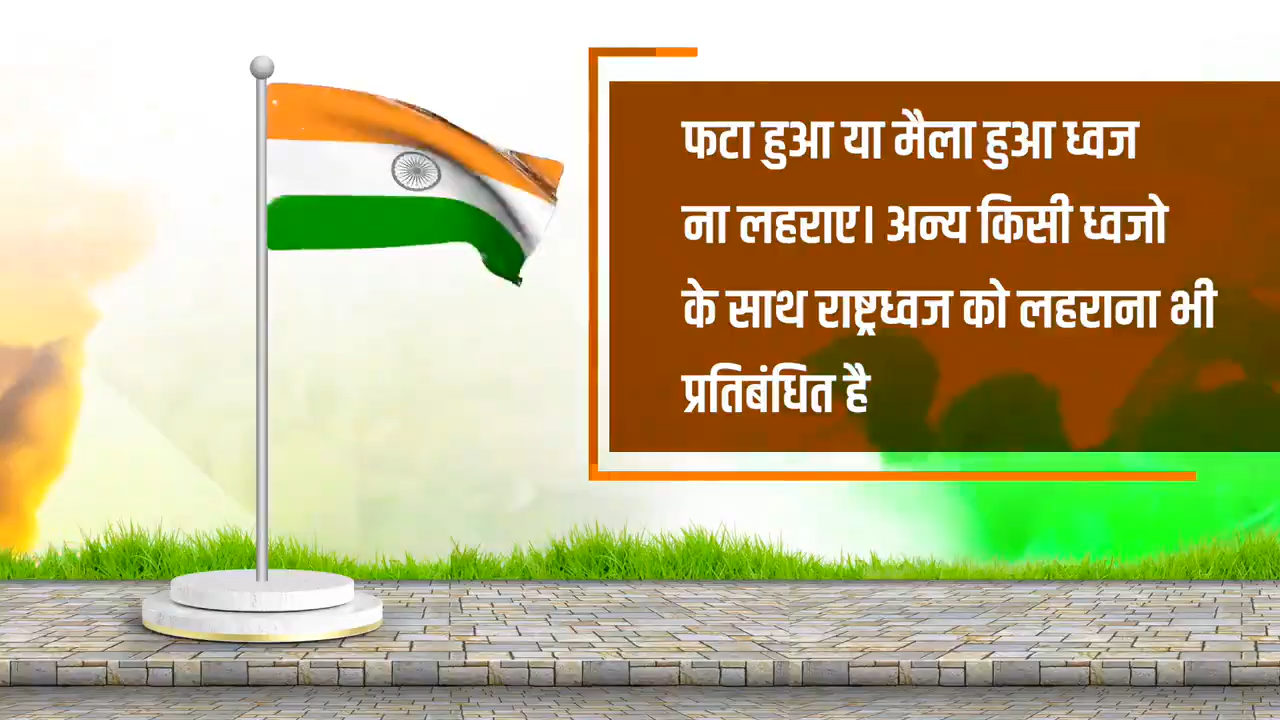 फटा हुआ या मैला हुआ ध्वज
ना लहराए। अन्य किसी ध्वजो
के साथ राष्ट्रध्वज को लहराना भी
प्रतिबंधित है